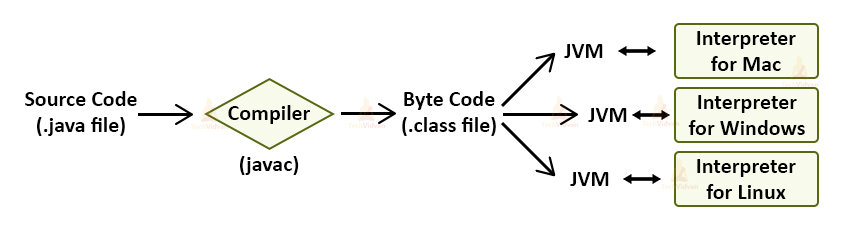 Source Code
(.java file)
Compiler
(javac)
Byte Code
(.class file)
JVM
Interpreter
for Mac
JVM
Interpreter
for Windows
JVM
Interpreter
for Linux